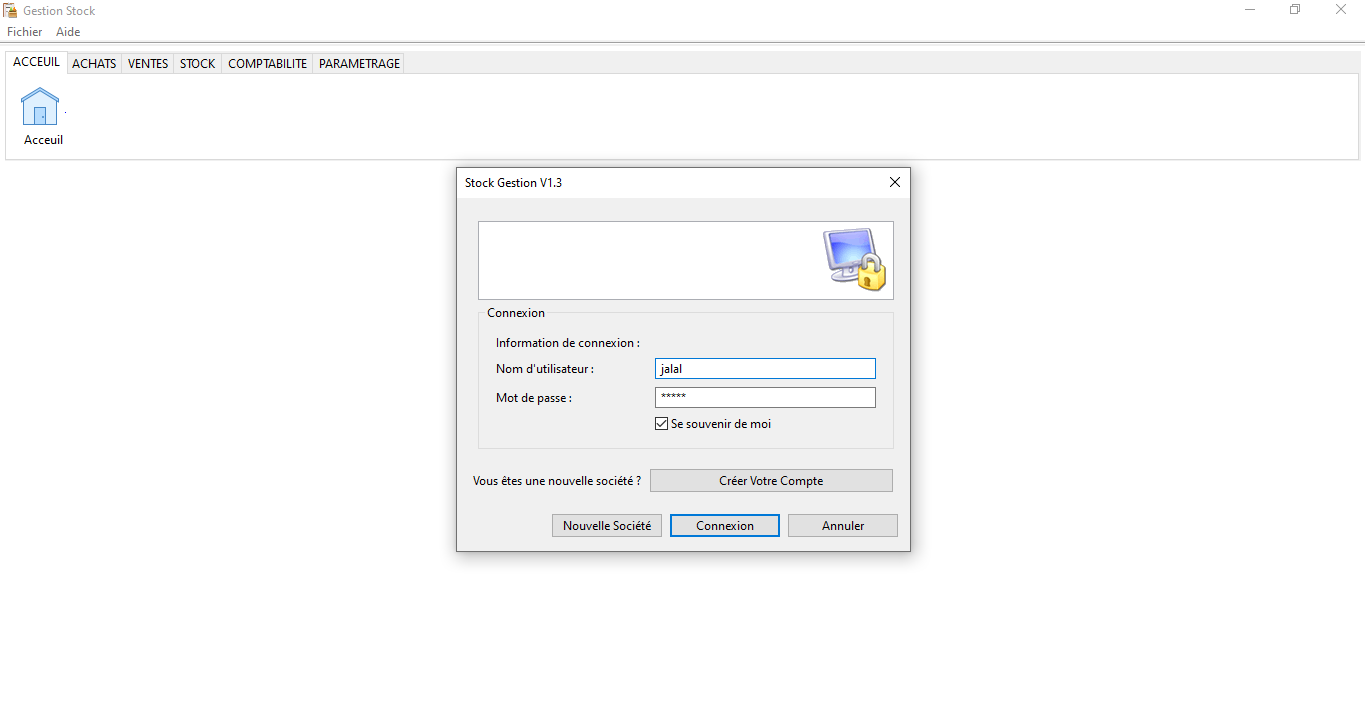 Gestion Stock
Fichier Aide
ACCEUIL ACHATS VENTES STOCK COMPTABILITE PARAMETRAGE
.
Acceuil
Stock Gestion V1.3
Connexion
Information de connexion :
Nom d'utilisateur : jalal
Mot de passe : *****
Se souvenir de moi
Vous êtes une nouvelle société ? Créer Votre Compte
Nouvelle Société Connexion Annuler